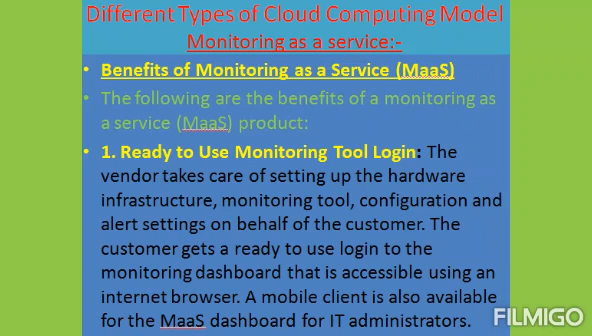 Different Types of Cloud Computing Model
Monitoring as a service:-
• Benefits of Monitoring as a Service (MaaS)
• The following are the benefits of a monitoring as
a service (MaaS) product:
• 1. Ready to Use Monitoring Tool Login: The
vendor takes care of setting up the hardware
infrastructure, monitoring tool, configuration and
alert settings on behalf of the customer. The
customer gets a ready to use login to the
monitoring dashboard that is accessible using an
internet browser. A mobile client is also available
for the MaaS dashboard for IT administrators.
FILMIGO